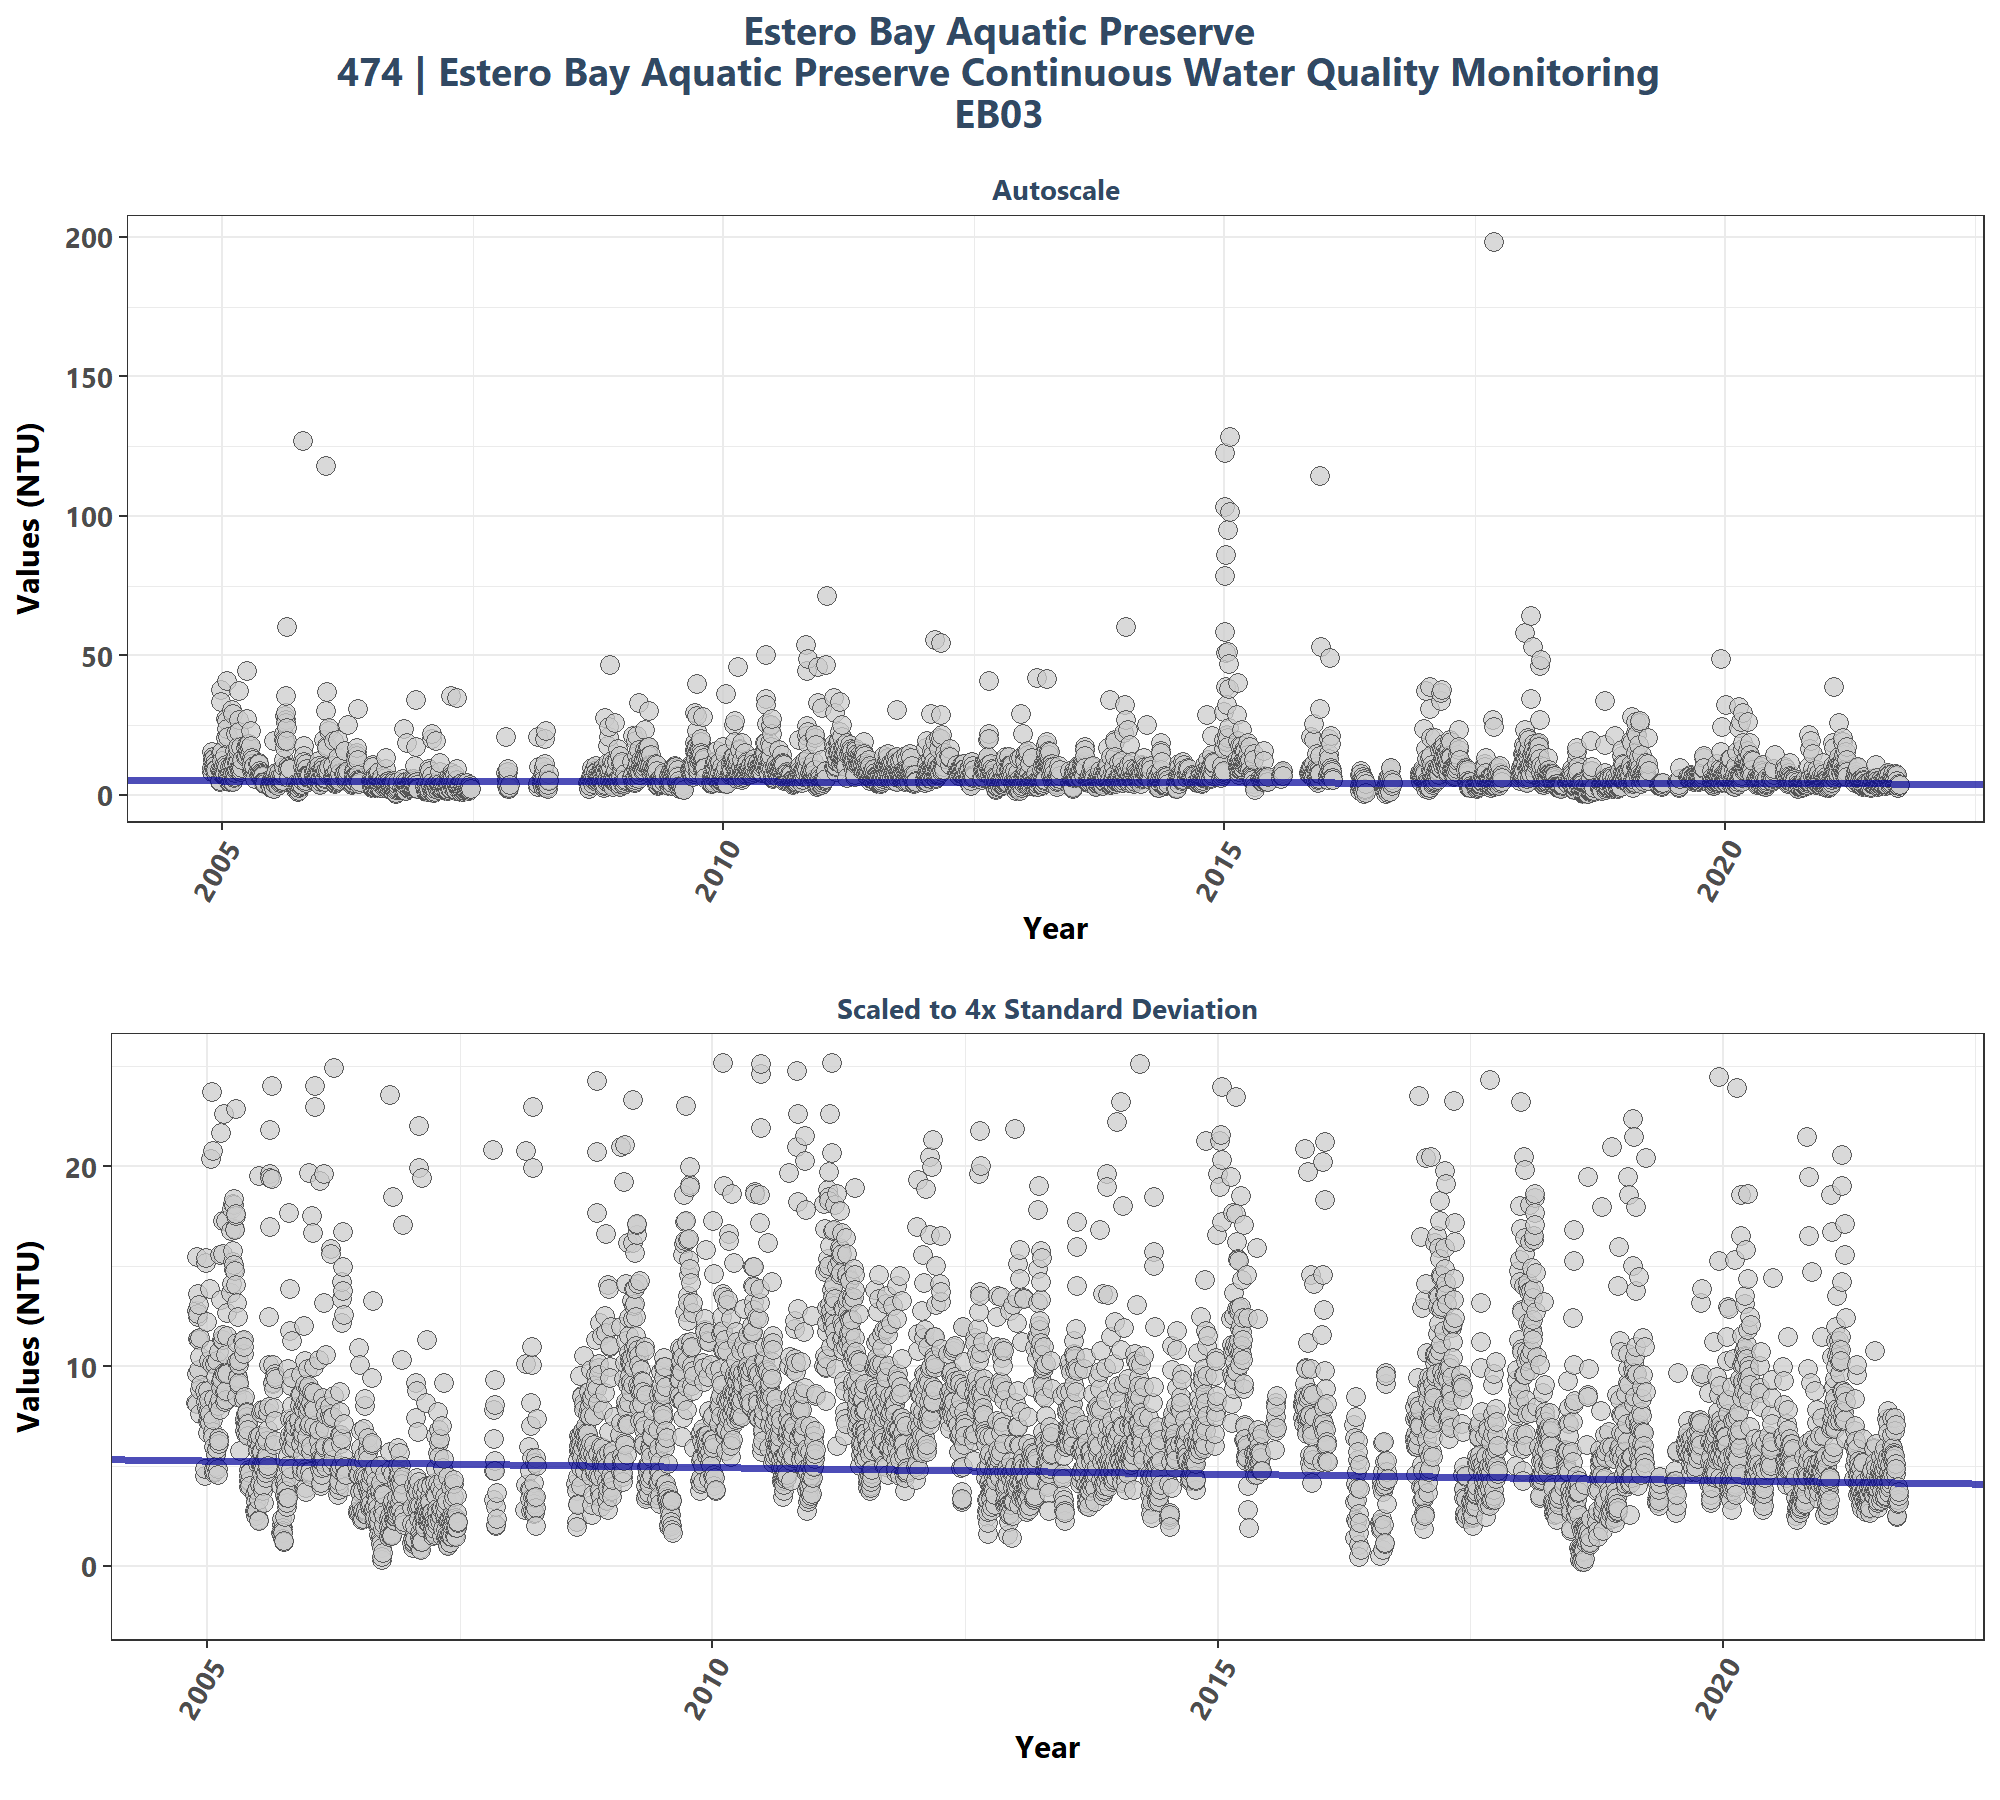 Estero Bay Aquatic Preserve
474 | Estero Bay Aquatic Preserve Continuous Water Quality Monitoring
EB03
Autoscale
Values (NTU)
200
150
100
50
0
2005
2010
2015
2020
Year
Scaled to 4x Standard Deviation
Values (NTU)
20
10
0
2005
2010
2015
2020
Year